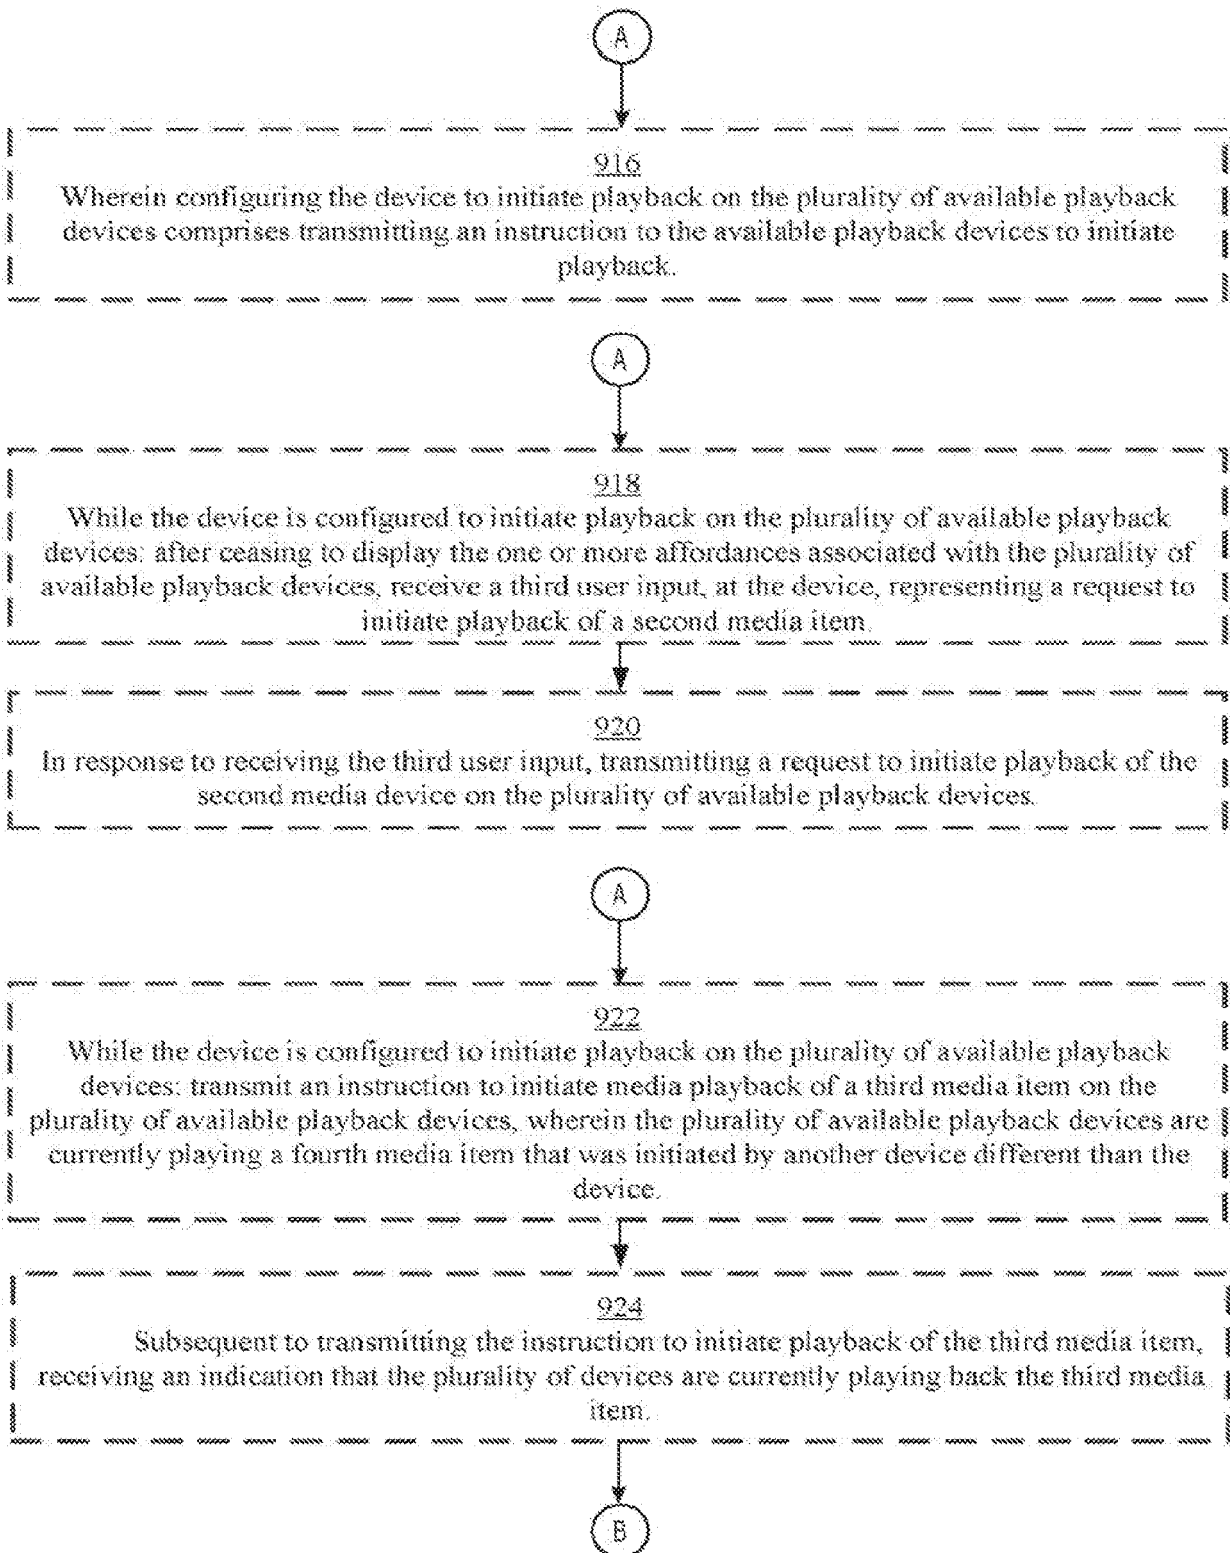 A
916
Wherein configuring the device to initiate playback on the plurality of available playback
devices comprises transmitting an instruction to the available playback devices to initiate
playback.
A
918
While the device is configured to initiate playback on the plurality of available playback
devices: after ceasing to display the one or more affordances associated with the plurality of
available playback devices, receive a third user input, at the device, representing a request to
initiate playback of a second media item.
920
In response to receiving the third user input, transmitting a request to initiate playback of the
second media device on the plurality of available playback devices.
A
922
While the device is configured to initiate playback on the plurality of available playback
devices: transmit an instruction to initiate media playback of a third media item on the
plurality of available playback devices, wherein the plurality of available playback devices are
currently playing a fourth media item that was initiated by another device different than the
device.
924
Subsequent to transmitting the instruction to initiate playback of the third media item,
receiving an indication that the plurality of devices are currently playing back the third media
item.
B